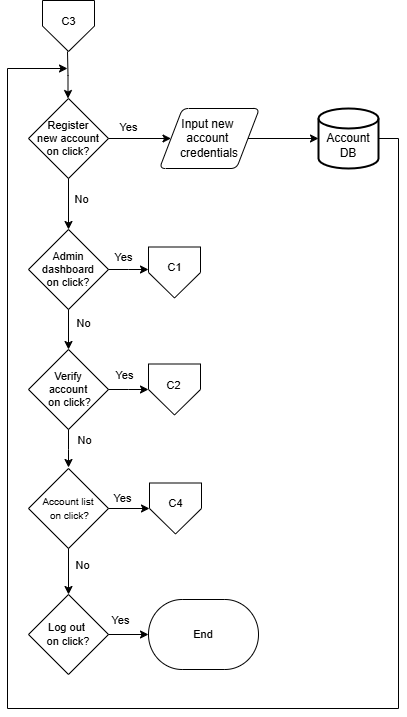 C3
Register
new account
on click?
Yes
Input new
account
credentials
Account
DB
No
Admin
dashboard
on click?
Yes
C1
No
Verify
account
on click?
Yes
C2
No
Account list
on click?
Yes
C4
No
Log out
on click?
Yes
End